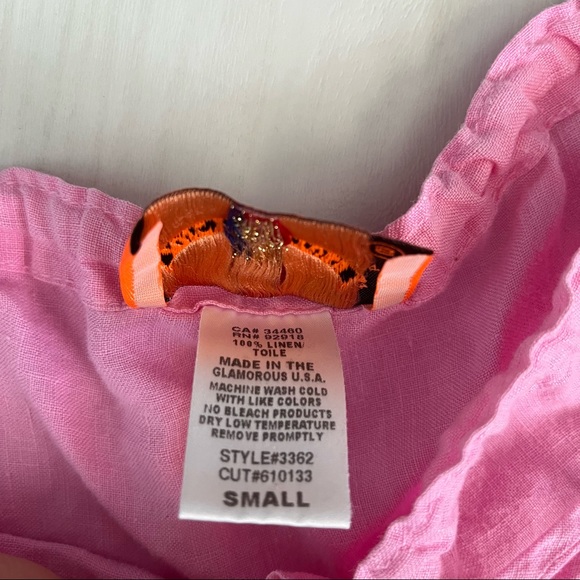 CA# 34460
RN# 92918
100% LINEN/
TOILE
MADE IN THE
GLAMOROUS U.S.A.
MACHINE WASH COLD
WITH LIKE COLORS
NO BLEACH PRODUCTS
DRY LOW TEMPERATURE
REMOVE PROMPTLY
STYLE#3362
CUT#610133
SMALL